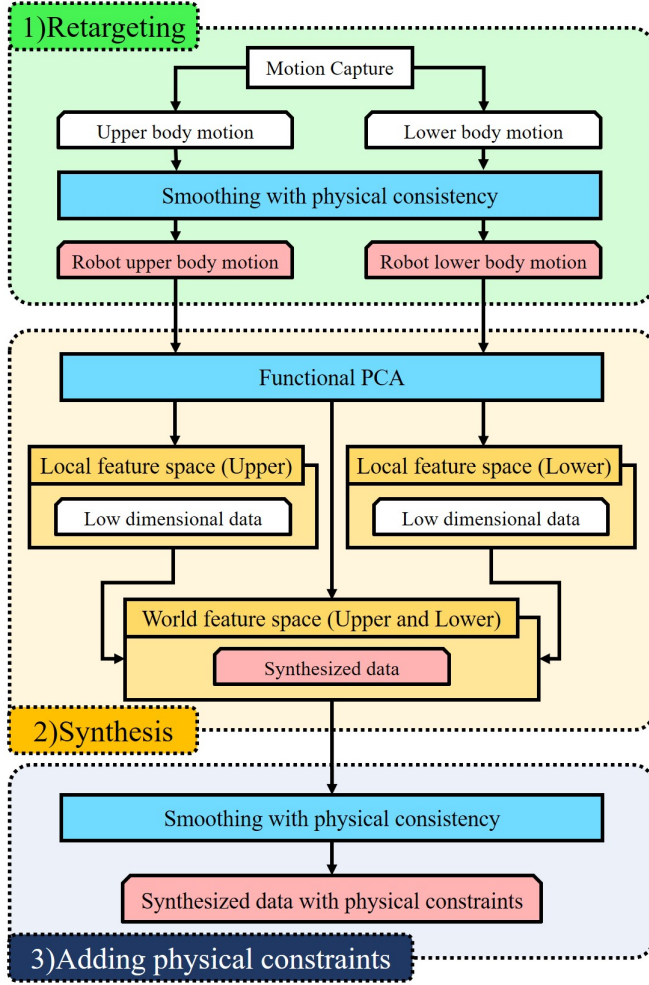 1)Retargeting
Motion Capture
Upper body motion
Lower body motion
Smoothing with physical consistency
Robot upper body motion
Robot lower body motion
Functional PCA
Local feature space (Upper)
Local feature space (Lower)
Low dimensional data
Low dimensional data
World feature space (Upper and Lower)
Synthesized data
2)Synthesis
Smoothing with physical consistency
Synthesized data with physical constraints
3)Adding physical constraints